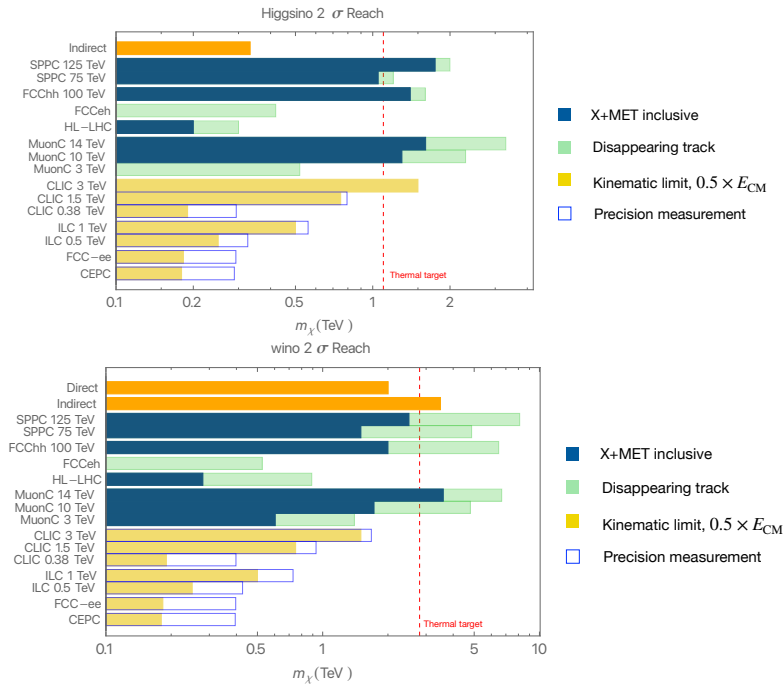 Higgsino 2 σ Reach
Indirect
SPPC 125 TeV
SPPC 75 TeV
FCChh 100 TeV
FCCeh
HL−LHC
MuonC 14 TeV
MuonC 10 TeV
MuonC 3 TeV
CLIC 3 TeV
CLIC 1.5 TeV
CLIC 0.38 TeV
ILC 1 TeV
ILC 0.5 TeV
FCC−ee
CEPC
Thermal target
0.1 0.2 0.5 1 2
mχ(TeV)
X+MET inclusive
Disappearing track
Kinematic limit, 0.5 × E_CM
Precision measurement
wino 2 σ Reach
Direct
Indirect
SPPC 125 TeV
SPPC 75 TeV
FCChh 100 TeV
FCCeh
HL−LHC
MuonC 14 TeV
MuonC 10 TeV
MuonC 3 TeV
CLIC 3 TeV
CLIC 1.5 TeV
CLIC 0.38 TeV
ILC 1 TeV
ILC 0.5 TeV
FCC−ee
CEPC
Thermal target
0.1 0.5 1 5 10
mχ(TeV)
X+MET inclusive
Disappearing track
Kinematic limit, 0.5 × E_CM
Precision measurement